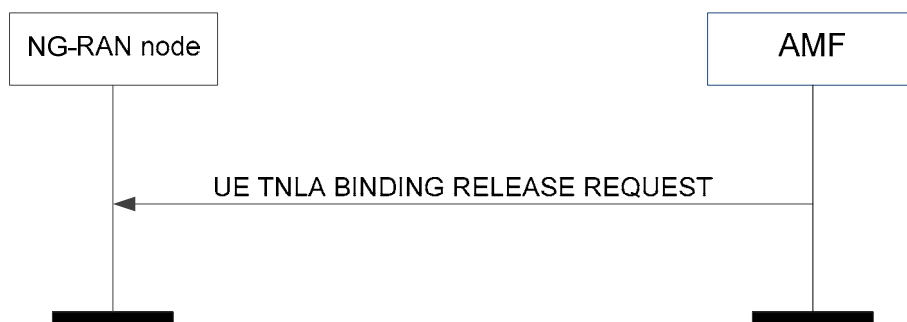 NG-RAN node
AMF
UE TNLA BINDING RELEASE REQUEST